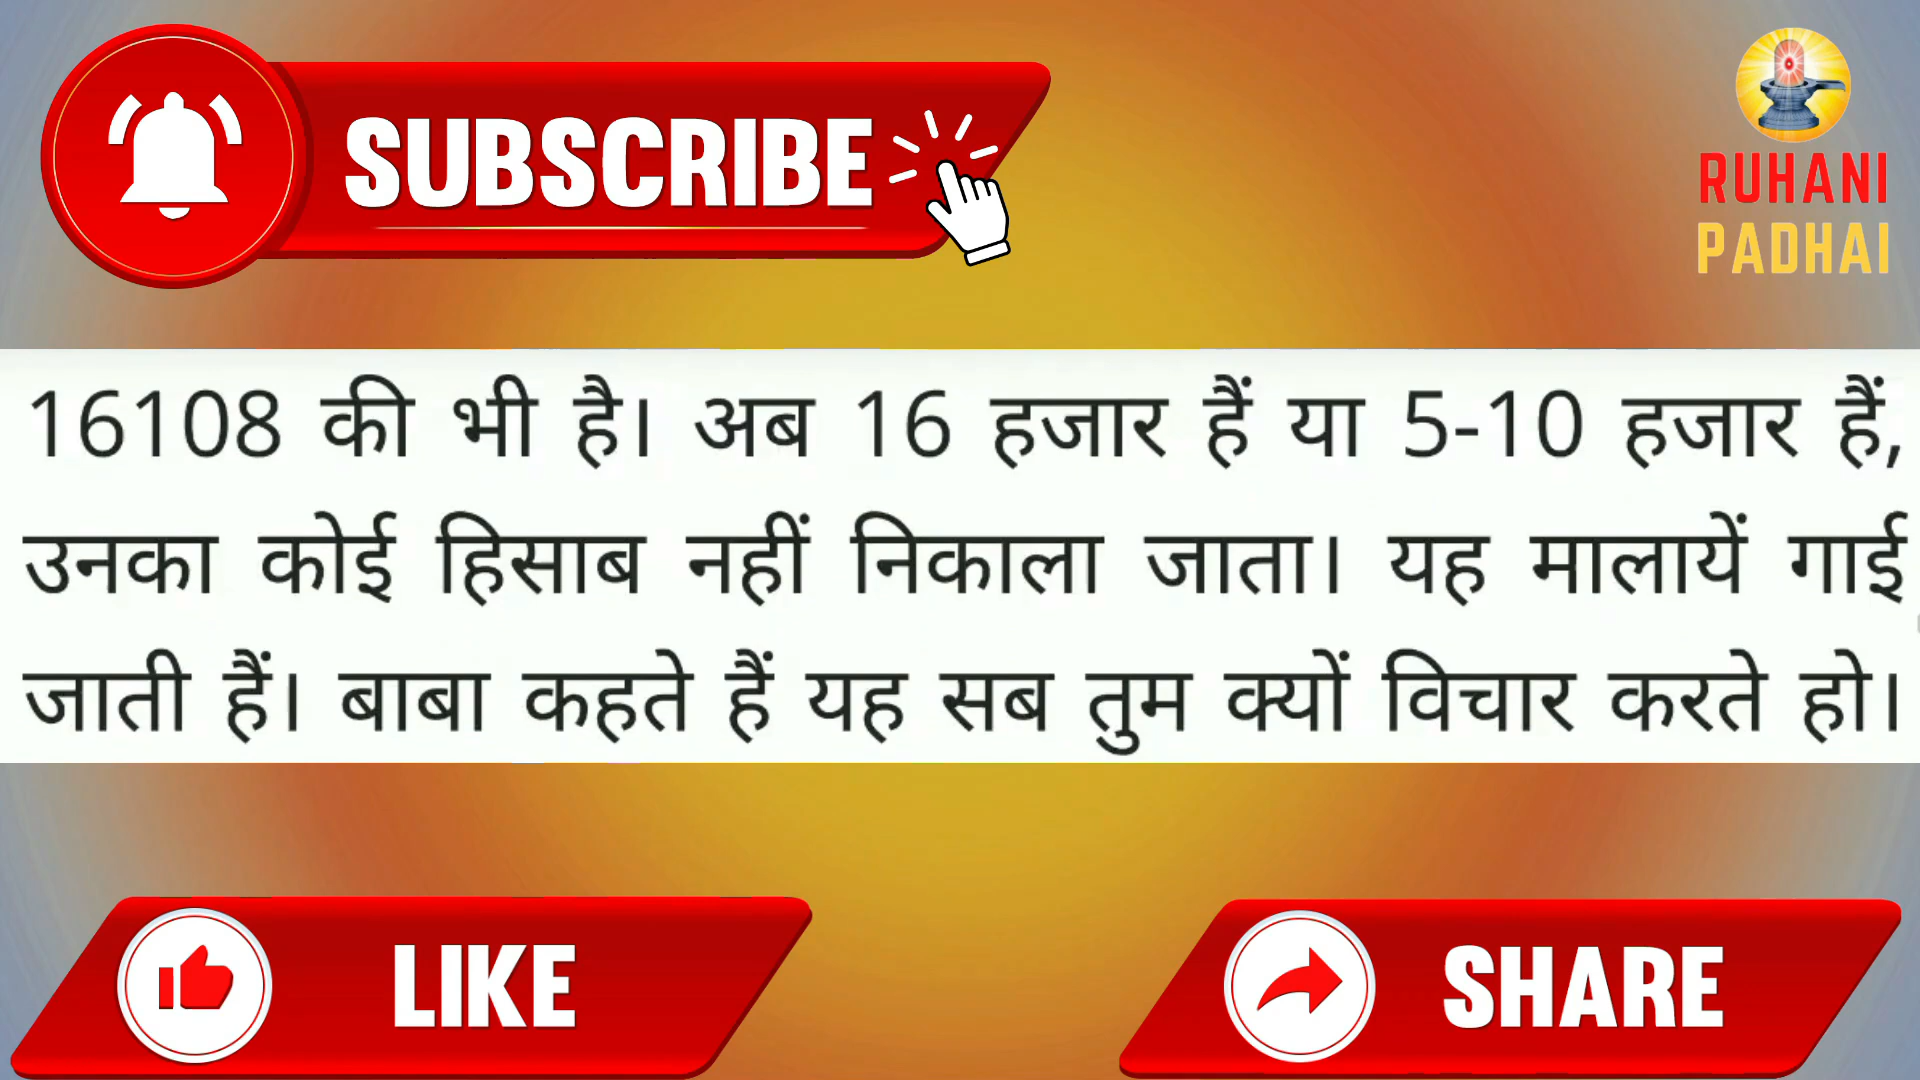 SUBSCRIBE
RUHANI
PADHAI
16108 की भी है। अब 16 हजार हैं या 5-10 हजार हैं,
उनका कोई हिसाब नहीं निकाला जाता। यह मालायें गाई
जाती हैं। बाबा कहते हैं यह सब तुम क्यों विचार करते हो।
LIKE
SHARE